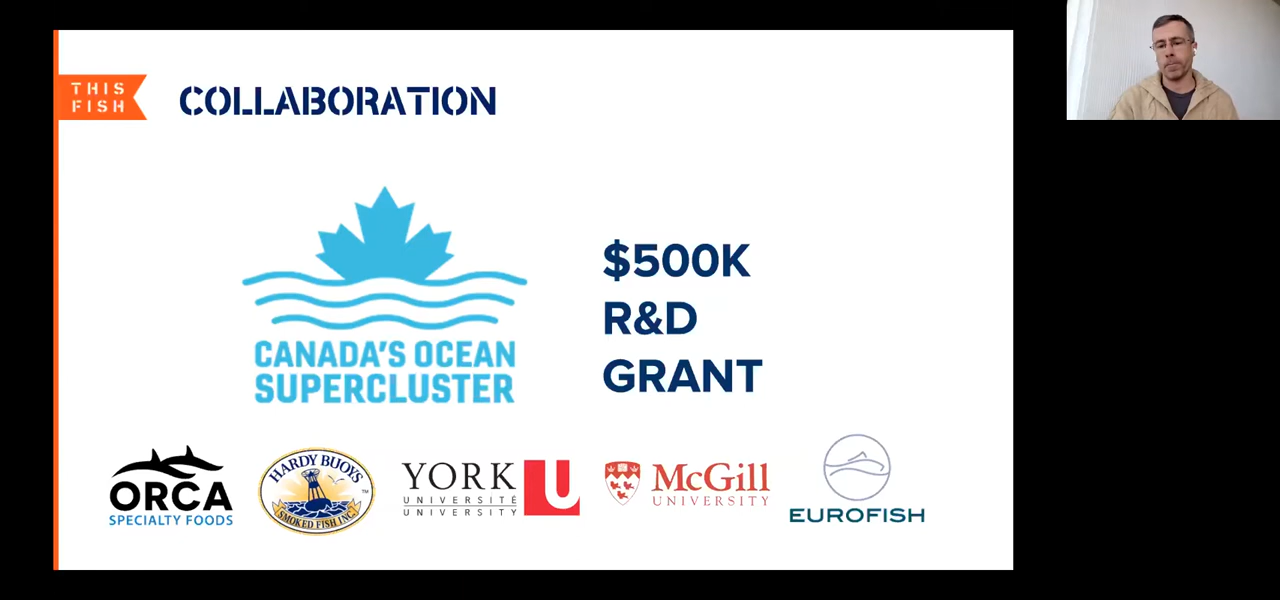 THIS
FISH
COLLABORATION
CANADA'S OCEAN
SUPERCLUSTER
$500K
R&D
GRANT
ORCA
SPECIALTY FOODS
HARDY BUOYS
SMOKED FISH INC.
TM
YORK
UNIVERSITÉ
UNIVERSITY
U
McGill
UNIVERSITY
EUROFISH